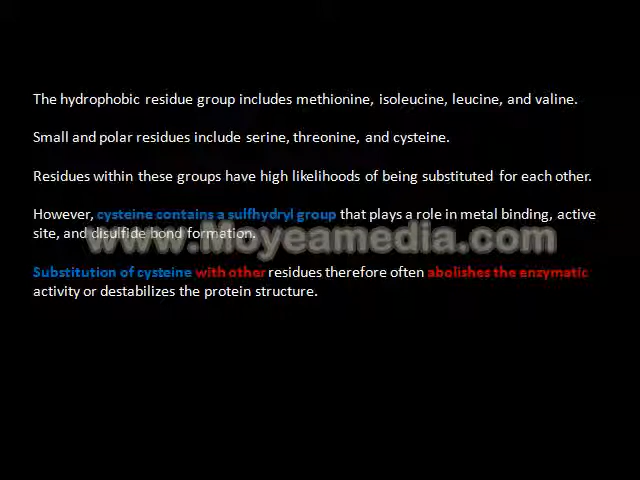 The hydrophobic residue group includes methionine, isoleucine, leucine, and valine.
Small and polar residues include serine, threonine, and cysteine.
Residues within these groups have high likelihoods of being substituted for each other.
However, cysteine contains a sulfhydryl group that plays a role in metal binding, active
site, and disulfide bond formation.
www.Moyeamedia.com
Substitution of cysteine with other residues therefore often abolishes the enzymatic
activity or destabilizes the protein structure.